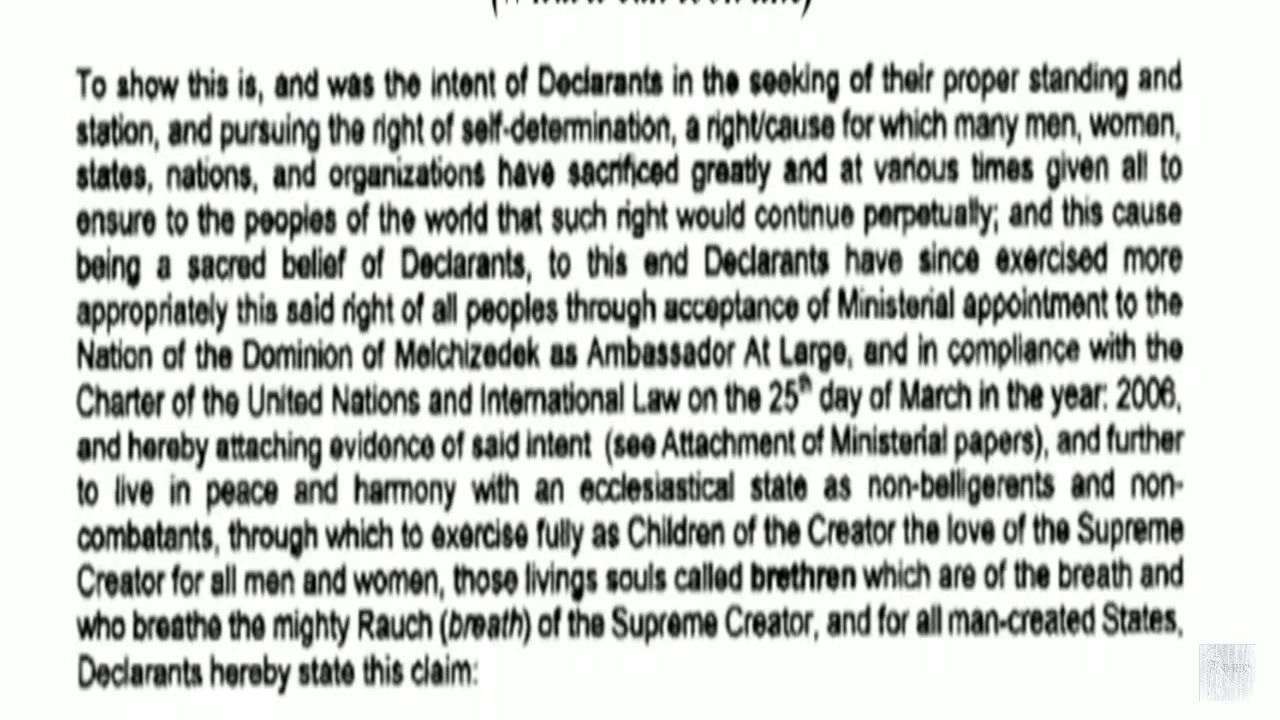 To show this is, and was the intent of Declarants in the seeking of their proper standing and
station, and pursuing the right of self-determination, a right/cause for which many men, women,
states, nations, and organizations have sacrificed greatly and at various times given all to
ensure to the peoples of the world that such right would continue perpetually; and this cause
being a sacred belief of Declarants, to this end Declarants have since exercised more
appropriately this said right of all peoples through acceptance of Ministerial appointment to the
Nation of the Dominion of Melchizedek as Ambassador At Large, and in compliance with the
Charter of the United Nations and International Law on the 25th day of March in the year: 2006,
and hereby attaching evidence of said intent (see Attachment of Ministerial papers), and further
to live in peace and harmony with an ecclesiastical state as non-belligerents and non-
combatants, through which to exercise fully as Children of the Creator the love of the Supreme
Creator for all men and women, those livings souls called brethren which are of the breath and
who breathe the mighty Rauch (breath) of the Supreme Creator, and for all man-created States,
Declarants hereby state this claim: